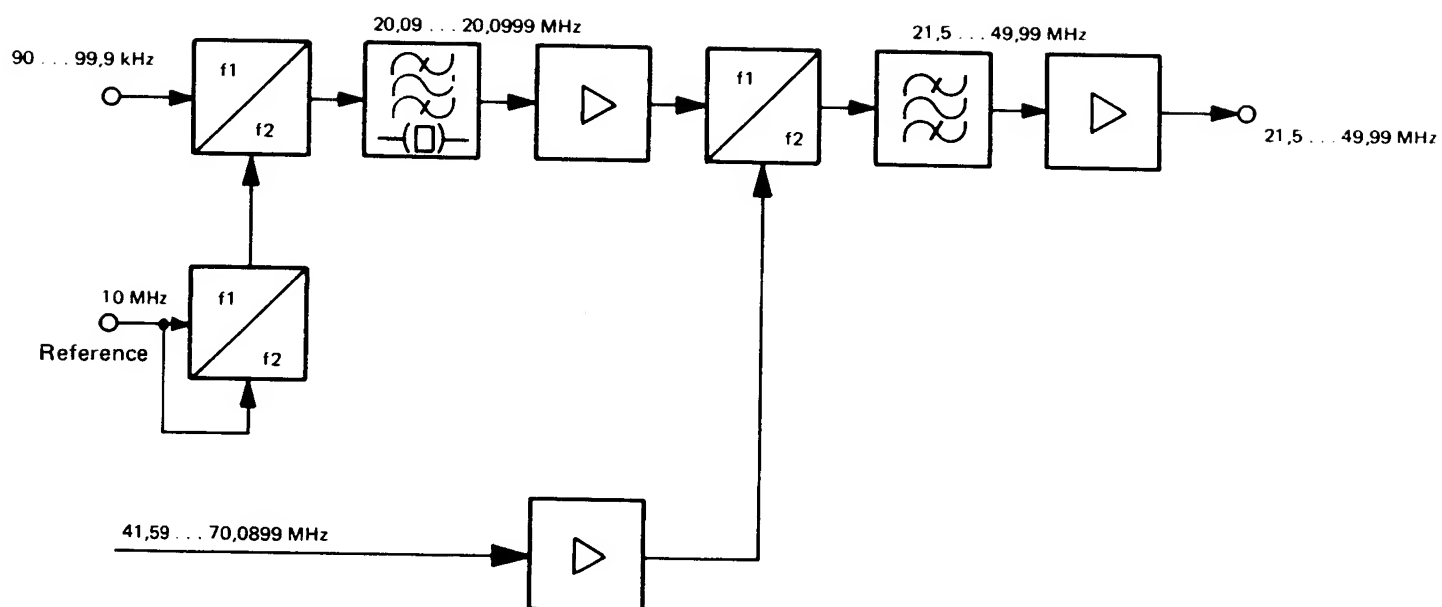 20,09 . . . 20,0999 MHz
21,5 . . . 49,99 MHz
90 . . . 99,9 kHz
f1
f2
f1
f2
21,5 . . . 49,99 MHz
10 MHz
Reference
f1
f2
41,59 . . . 70,0899 MHz